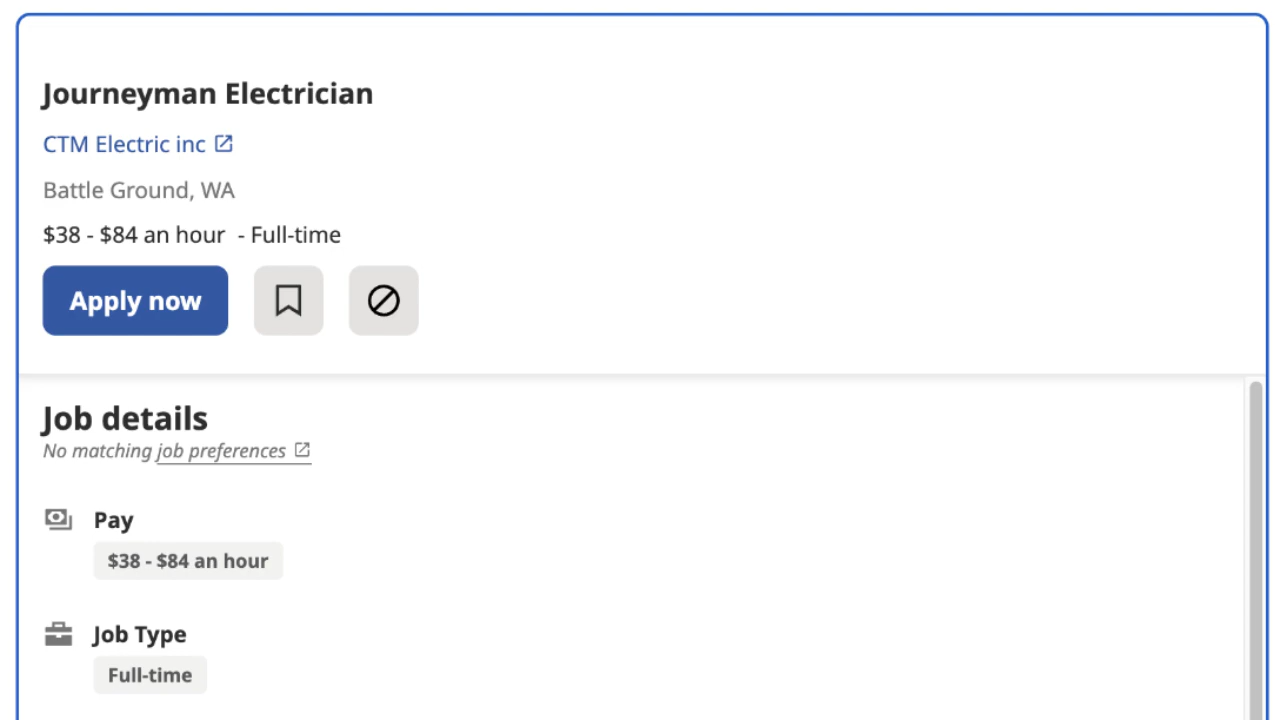 Journeyman Electrician
CTM Electric inc
Battle Ground, WA
$38 - $84 an hour - Full-time
Apply now
Job details
No matching job preferences
Pay
$38 - $84 an hour
Job Type
Full-time